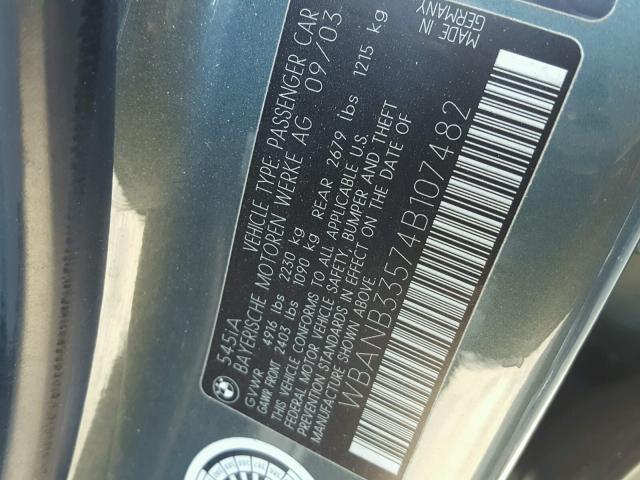 5451A
VEHICLE TYPE: PASSENGER CAR
BAYERISCHE MOTOREN WERKE AG 09/03
GVWR 4916 lbs 2230 kg
GAWR FRONT 2403 lbs 1090 kg REAR 2679 lbs 1215 kg
THIS VEHICLE CONFORMS TO ALL APPLICABLE U.S.
FEDERAL MOTOR VEHICLE SAFETY, BUMPER AND THEFT
PREVENTION STANDARDS IN EFFECT ON THE DATE OF
MANUFACTURE SHOWN ABOVE
WBANB33574B107482
MADE IN
GERMANY